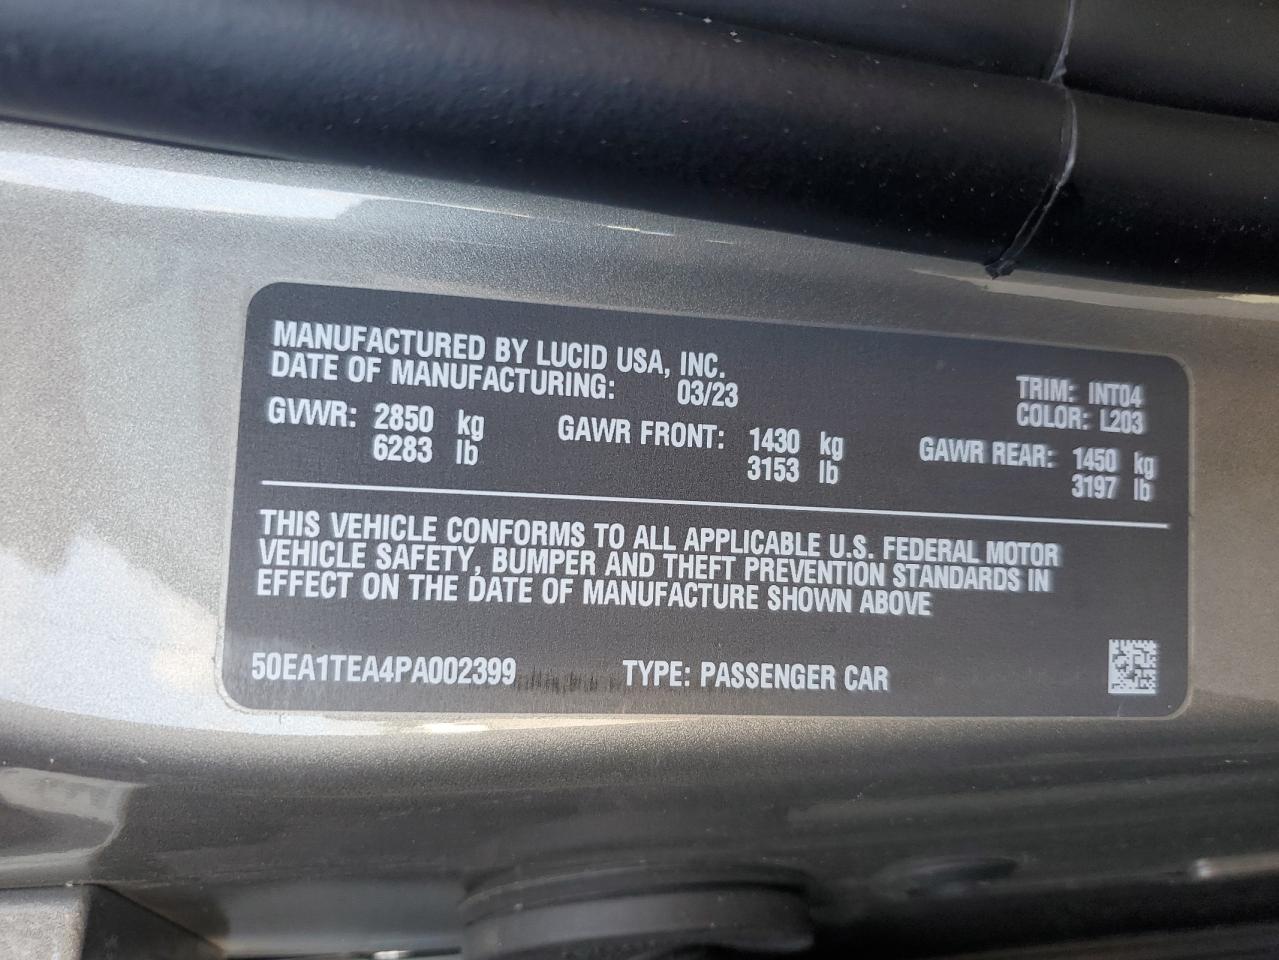 MANUFACTURED BY LUCID USA, INC.
DATE OF MANUFACTURING: 03/23
TRIM: INT04
COLOR: L203
GVWR: 2850 kg GAWR FRONT: 1430 kg GAWR REAR: 1450 kg
6283 lb 3153 lb 3197 lb
THIS VEHICLE CONFORMS TO ALL APPLICABLE U.S. FEDERAL MOTOR
VEHICLE SAFETY, BUMPER AND THEFT PREVENTION STANDARDS IN
EFFECT ON THE DATE OF MANUFACTURE SHOWN ABOVE
50EA1TEA4PA002399 TYPE: PASSENGER CAR